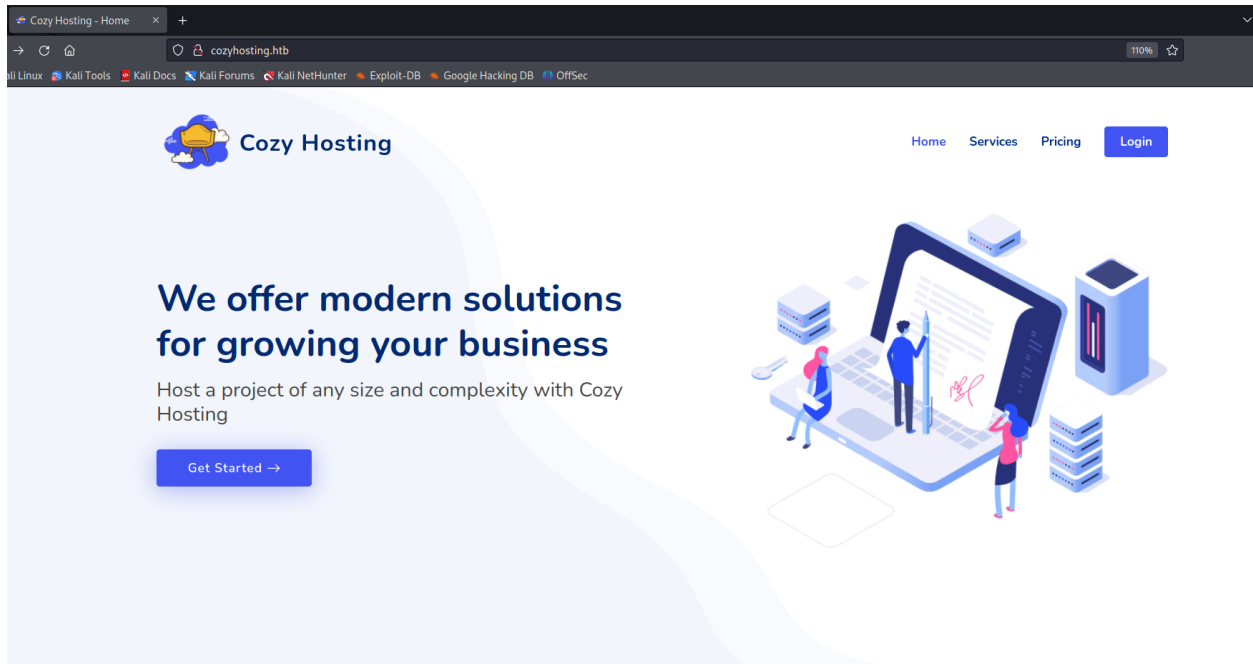 Cozy Hosting - Home
cozyhosting.htb
110%
ali Linux Kali Tools Kali Docs Kali Forums Kali NetHunter Exploit-DB Google Hacking DB OffSec
Cozy Hosting
Home Services Pricing Login
We offer modern solutions
for growing your business
Host a project of any size and complexity with Cozy
Hosting
Get Started →